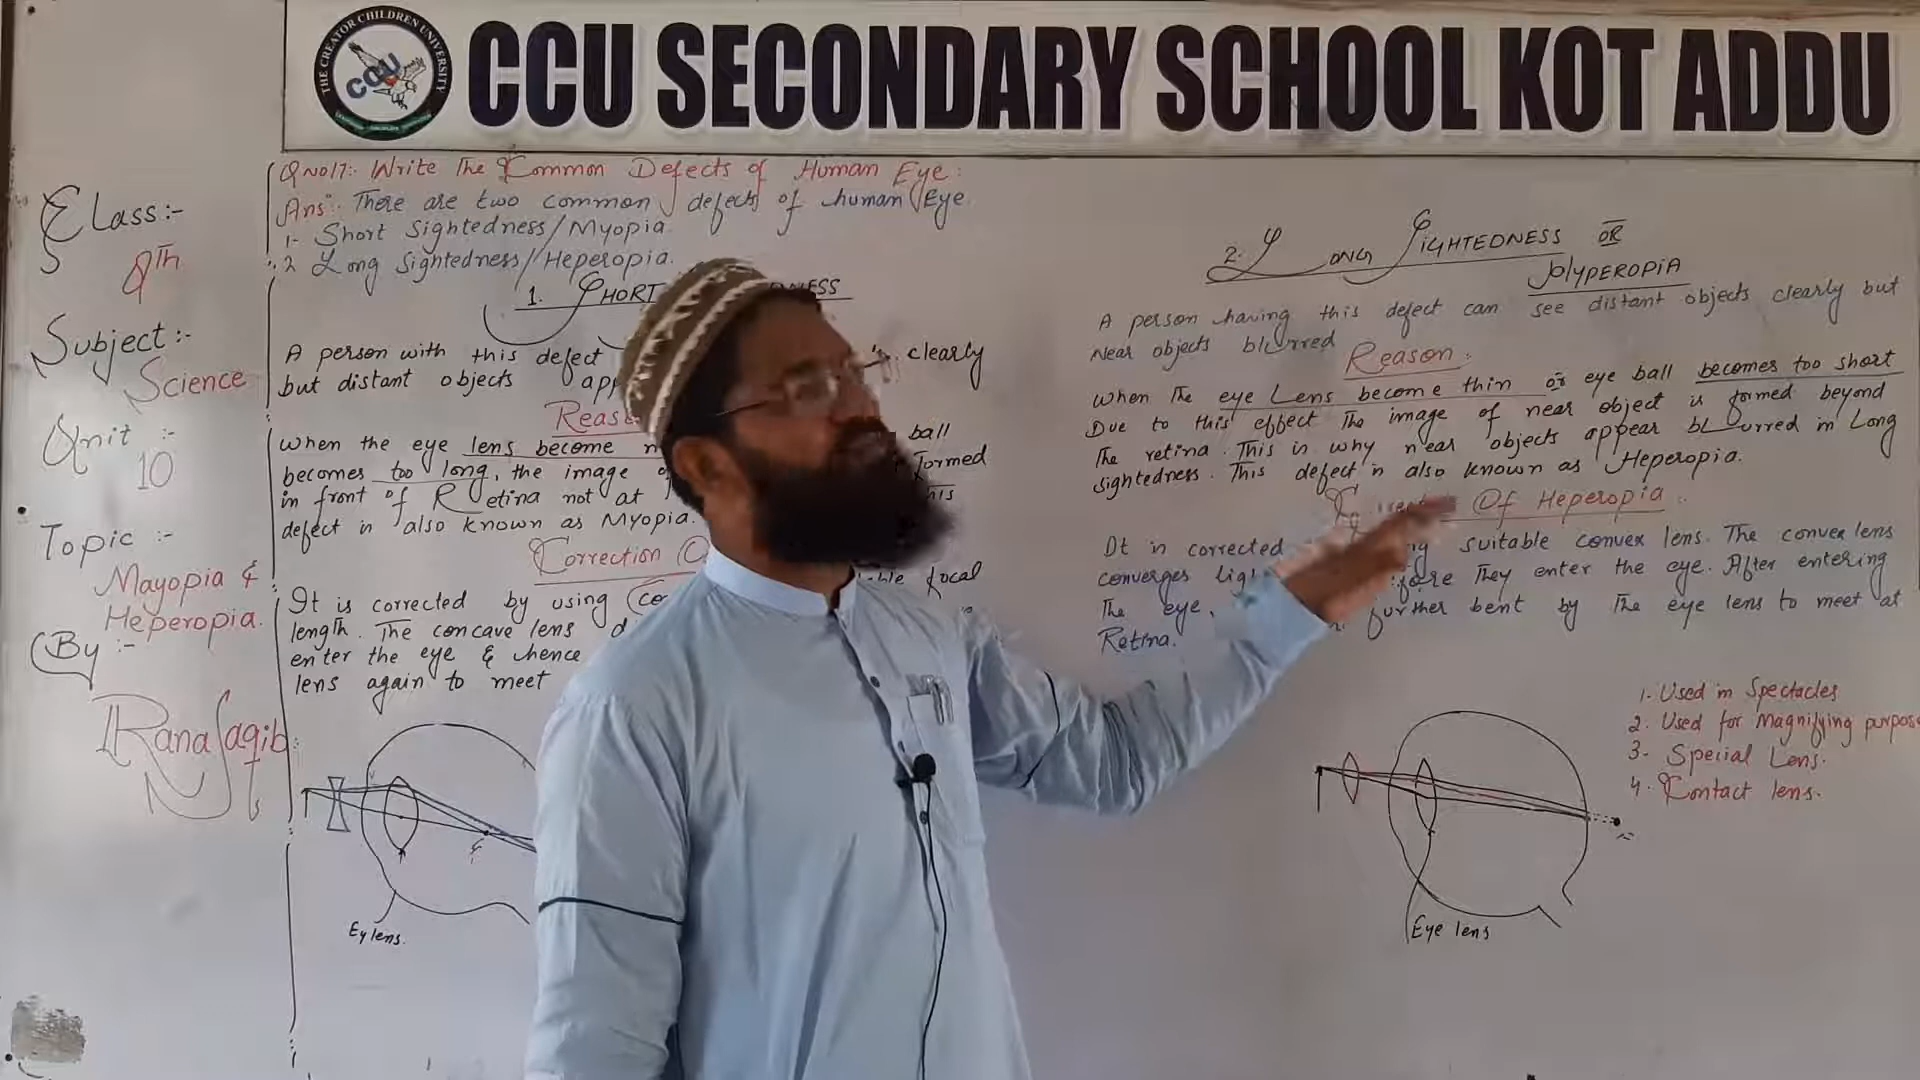 THE CREATOR CHILDREN UNIVERSITY
CCU
CCU SECONDARY SCHOOL KOT ADDU
Class:-
8Th
Subject:-
Science
Unit :-
10
Topic :-
Mayopia &
Heperopia.
By :-
Rana Saqib
Q no17:- Write The Common Defects of Human Eye:
Ans:- There are two common defects of human Eye.
1- Short Sightedness/Myopia.
2 Long Sightedness/Heperopia.
1. SHORT
A person with this defect clearly
but distant objects
when the eye lens become ball
becomes too long, the image formed
in front of Retina not at
defect in also known as Myopia.
Correction
It is corrected by using focal
length. The concave lens
enter the eye & hence
lens again to meet
Ey lens.
2. LONG SIGHTEDNESS OR
HYPEROPIA
A person having this defect can see distant objects clearly but
Near objects blurred
Reason :
When The eye Lens become thin or eye ball becomes too short
Due to this effect The image of near object is formed beyond
The retina. This is why near objects appear blurred in Long
sightedness. This defect in also known as Heperopia.
Of Heperopia :
It in corrected suitable convex lens. The convex lens
converges They enter the eye. After entering
The eye, further bent by The eye lens to meet at
Retina.
1. Used in Spectacles
2. Used for Magnifying purpose
3- Special Lens.
4. Contact lens.
Eye lens